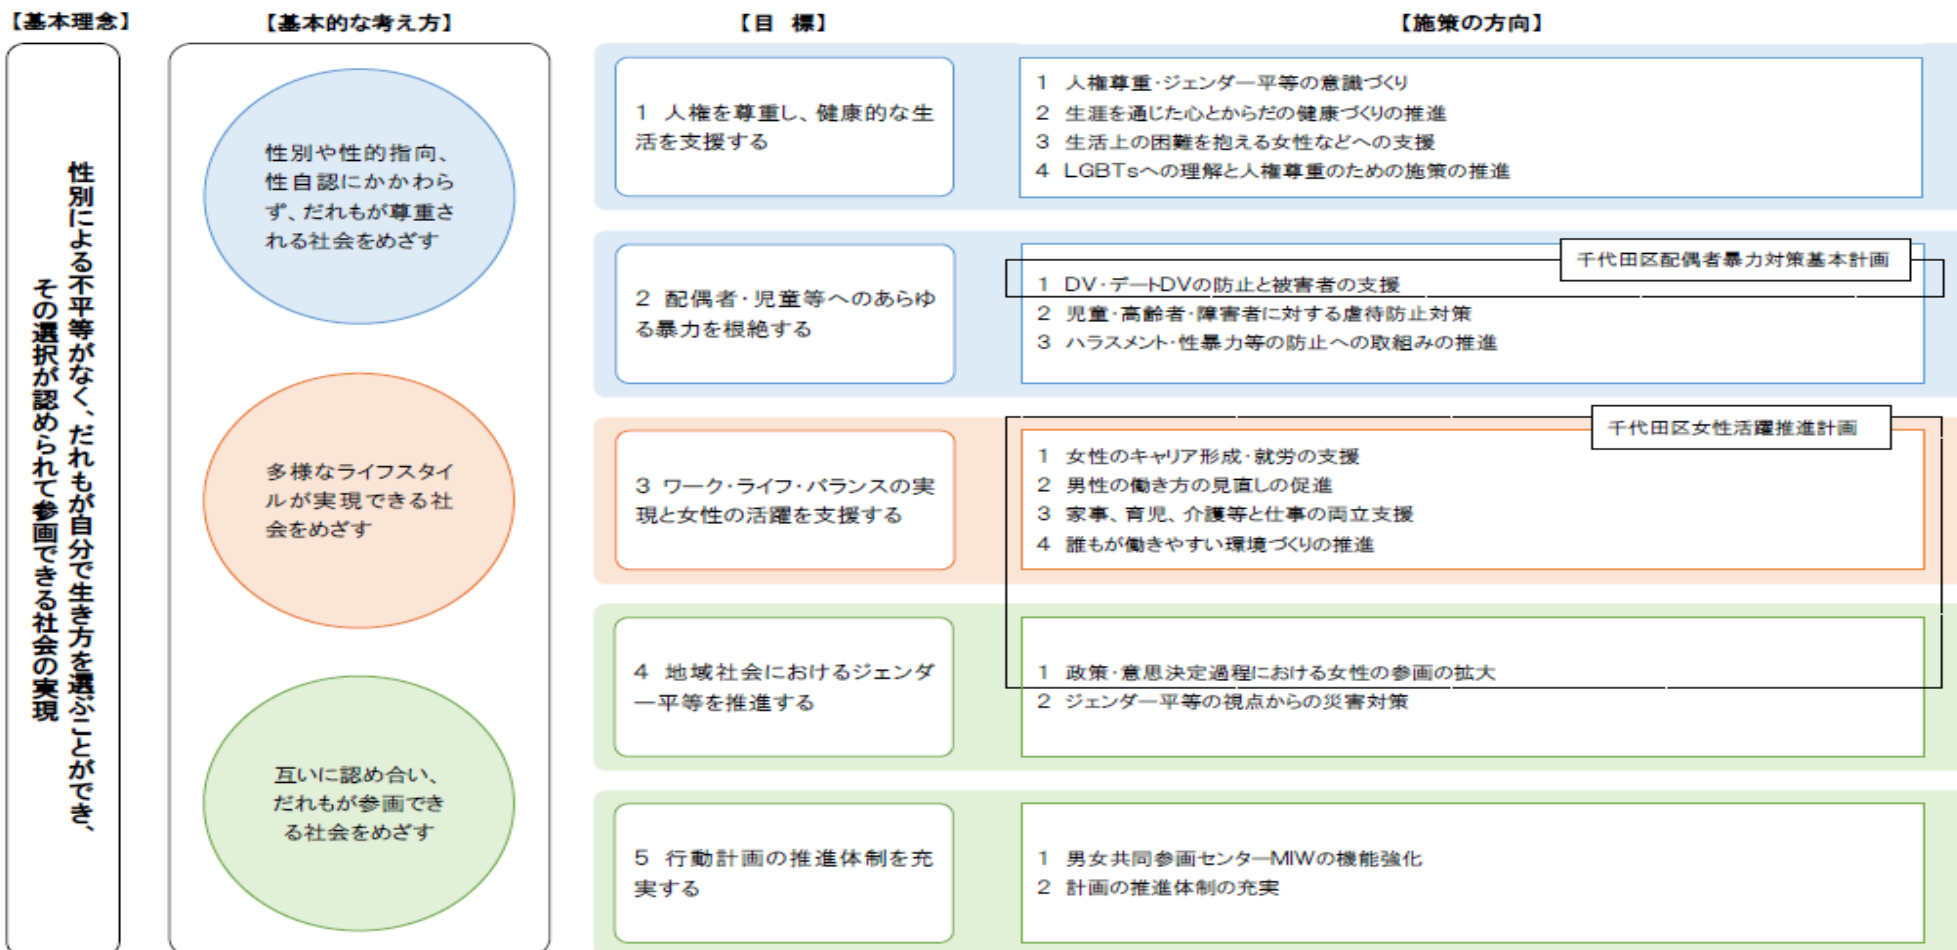 【基本理念】
【基本的な考え方】
【目 標】
【施策の方向】
性別による不平等がなく、だれもが自分で生き方を選ぶことができ、
その選択が認められて参画できる社会の実現
性別や性的指向、
性自認にかかわら
ず、だれもが尊重さ
れる社会をめざす
多様なライフスタイ
ルが実現できる社
会をめざす
互いに認め合い、
だれもが参画でき
る社会をめざす
1 人権を尊重し、健康的な生
活を支援する
1 人権尊重・ジェンダー平等の意識づくり
2 生涯を通じた心とからだの健康づくりの推進
3 生活上の困難を抱える女性などへの支援
4 LGBTsへの理解と人権尊重のための施策の推進
2 配偶者・児童等へのあらゆ
る暴力を根絶する
千代田区配偶者暴力対策基本計画
1 DV・デートDVの防止と被害者の支援
2 児童・高齢者・障害者に対する虐待防止対策
3 ハラスメント・性暴力等の防止への取組みの推進
3 ワーク・ライフ・バランスの実
現と女性の活躍を支援する
千代田区女性活躍推進計画
1 女性のキャリア形成・就労の支援
2 男性の働き方の見直しの促進
3 家事、育児、介護等と仕事の両立支援
4 誰もが働きやすい環境づくりの推進
4 地域社会におけるジェンダ
ー平等を推進する
1 政策・意思決定過程における女性の参画の拡大
2 ジェンダー平等の視点からの災害対策
5 行動計画の推進体制を充
実する
1 男女共同参画センターMIWの機能強化
2 計画の推進体制の充実